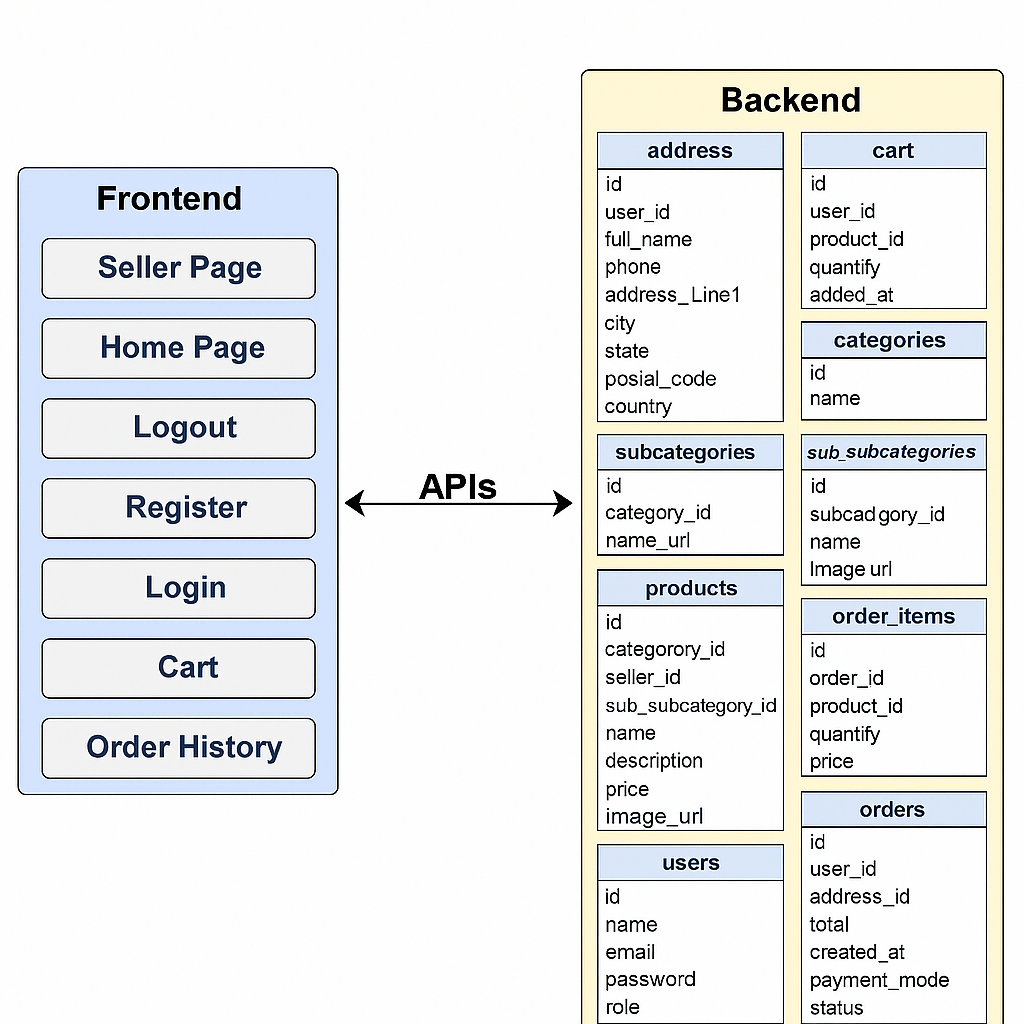 Frontend
Seller Page
Home Page
Logout
Register
Login
Cart
Order History
APIs
Backend
address
id
user_id
full_name
phone
address_Line1
city
state
posial_code
country
cart
id
user_id
product_id
quantify
added_at
categories
id
name
subcategories
id
category_id
name_url
sub_subcategories
id
subcadgory_id
name
Image url
products
id
categorory_id
seller_id
sub_subcategory_id
name
description
price
image_url
order_items
id
order_id
product_id
quantify
price
users
id
name
email
password
role
orders
id
user_id
address_id
total
created_at
payment_mode
status